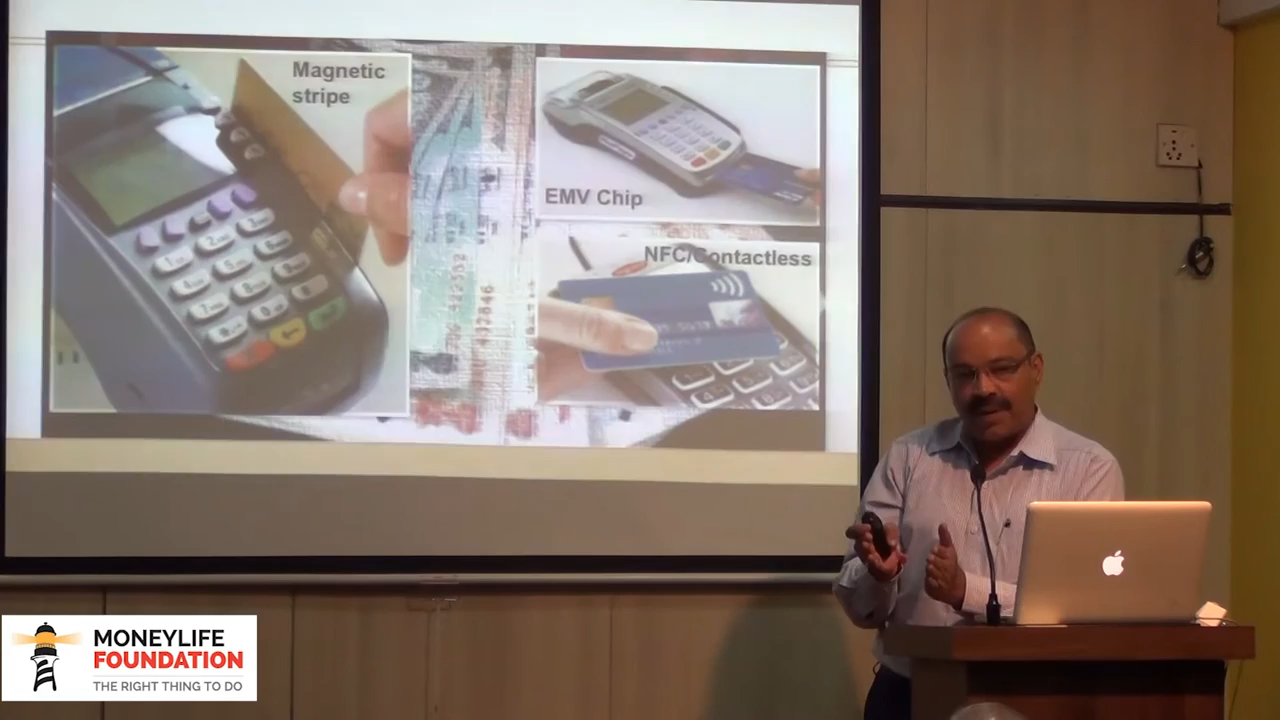 Magnetic
stripe
EMV Chip
NFC/Contactless
MONEYLIFE
FOUNDATION
THE RIGHT THING TO DO